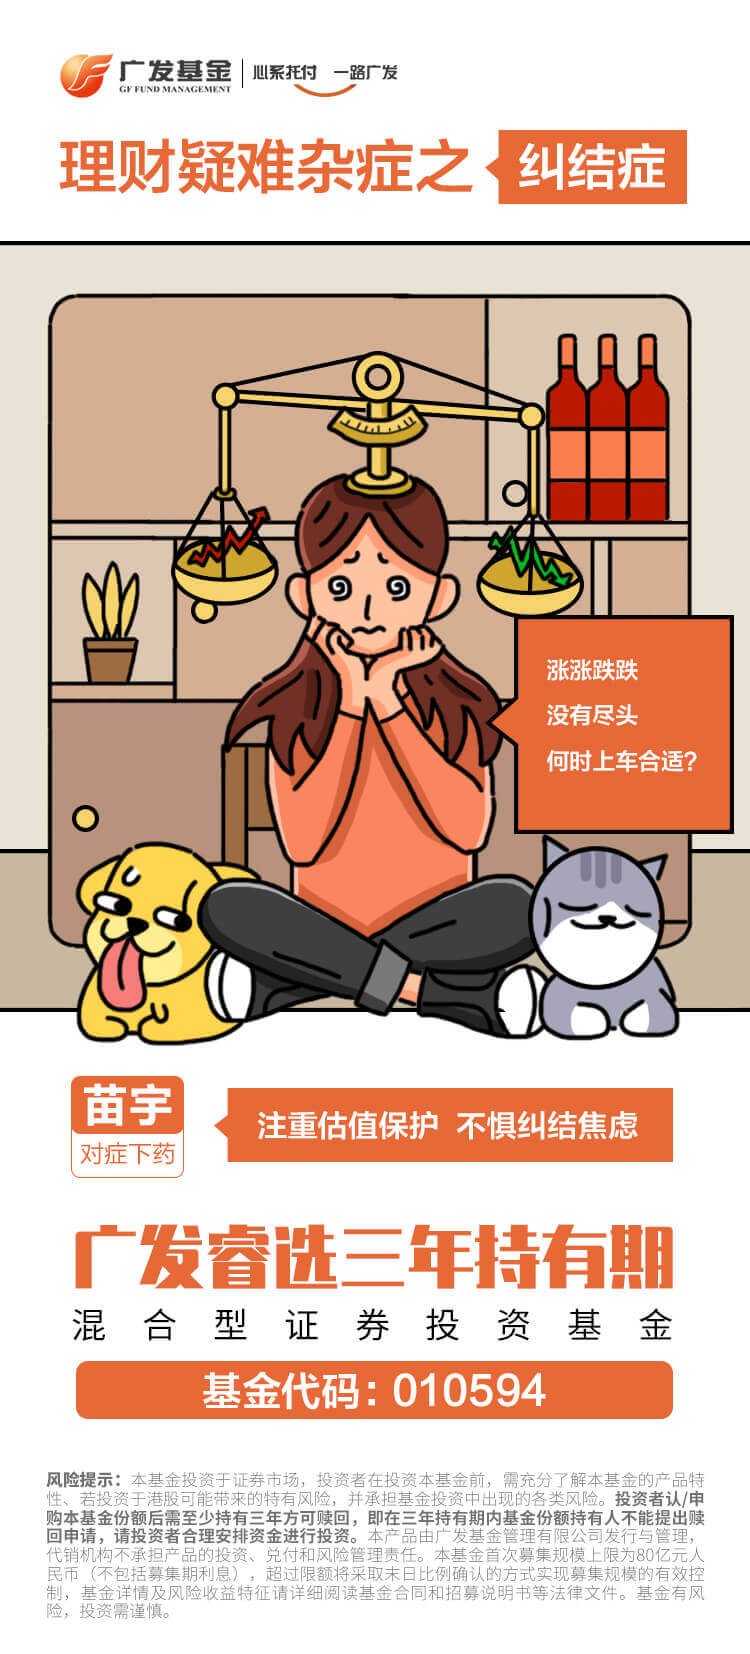 广发基金 心系托付 一路广发
GF FUND MANAGEMENT
理财疑难杂症之 纠结症
涨涨跌跌
没有尽头
何时上车合适?
苗宇
对症下药
注重估值保护 不惧纠结焦虑
广发睿选三年持有期
混合型证券投资基金
基金代码：010594
风险提示：本基金投资于证券市场，投资者在投资本基金前，需充分了解本基金的产品特
性、若投资于港股可能带来的特有风险，并承担基金投资中出现的各类风险。投资者认/申
购本基金份额后需至少持有三年方可赎回，即在三年持有期内基金份额持有人不能提出赎
回申请，请投资者合理安排资金进行投资。本产品由广发基金管理有限公司发行与管理，
代销机构不承担产品的投资、兑付和风险管理责任。本基金首次募集规模上限为80亿元人
民币（不包括募集期利息），超过限额将采取末日比例确认的方式实现募集规模的有效控
制，基金详情及风险收益特征请详细阅读基金合同和招募说明书等法律文件。基金有风
险，投资需谨慎。